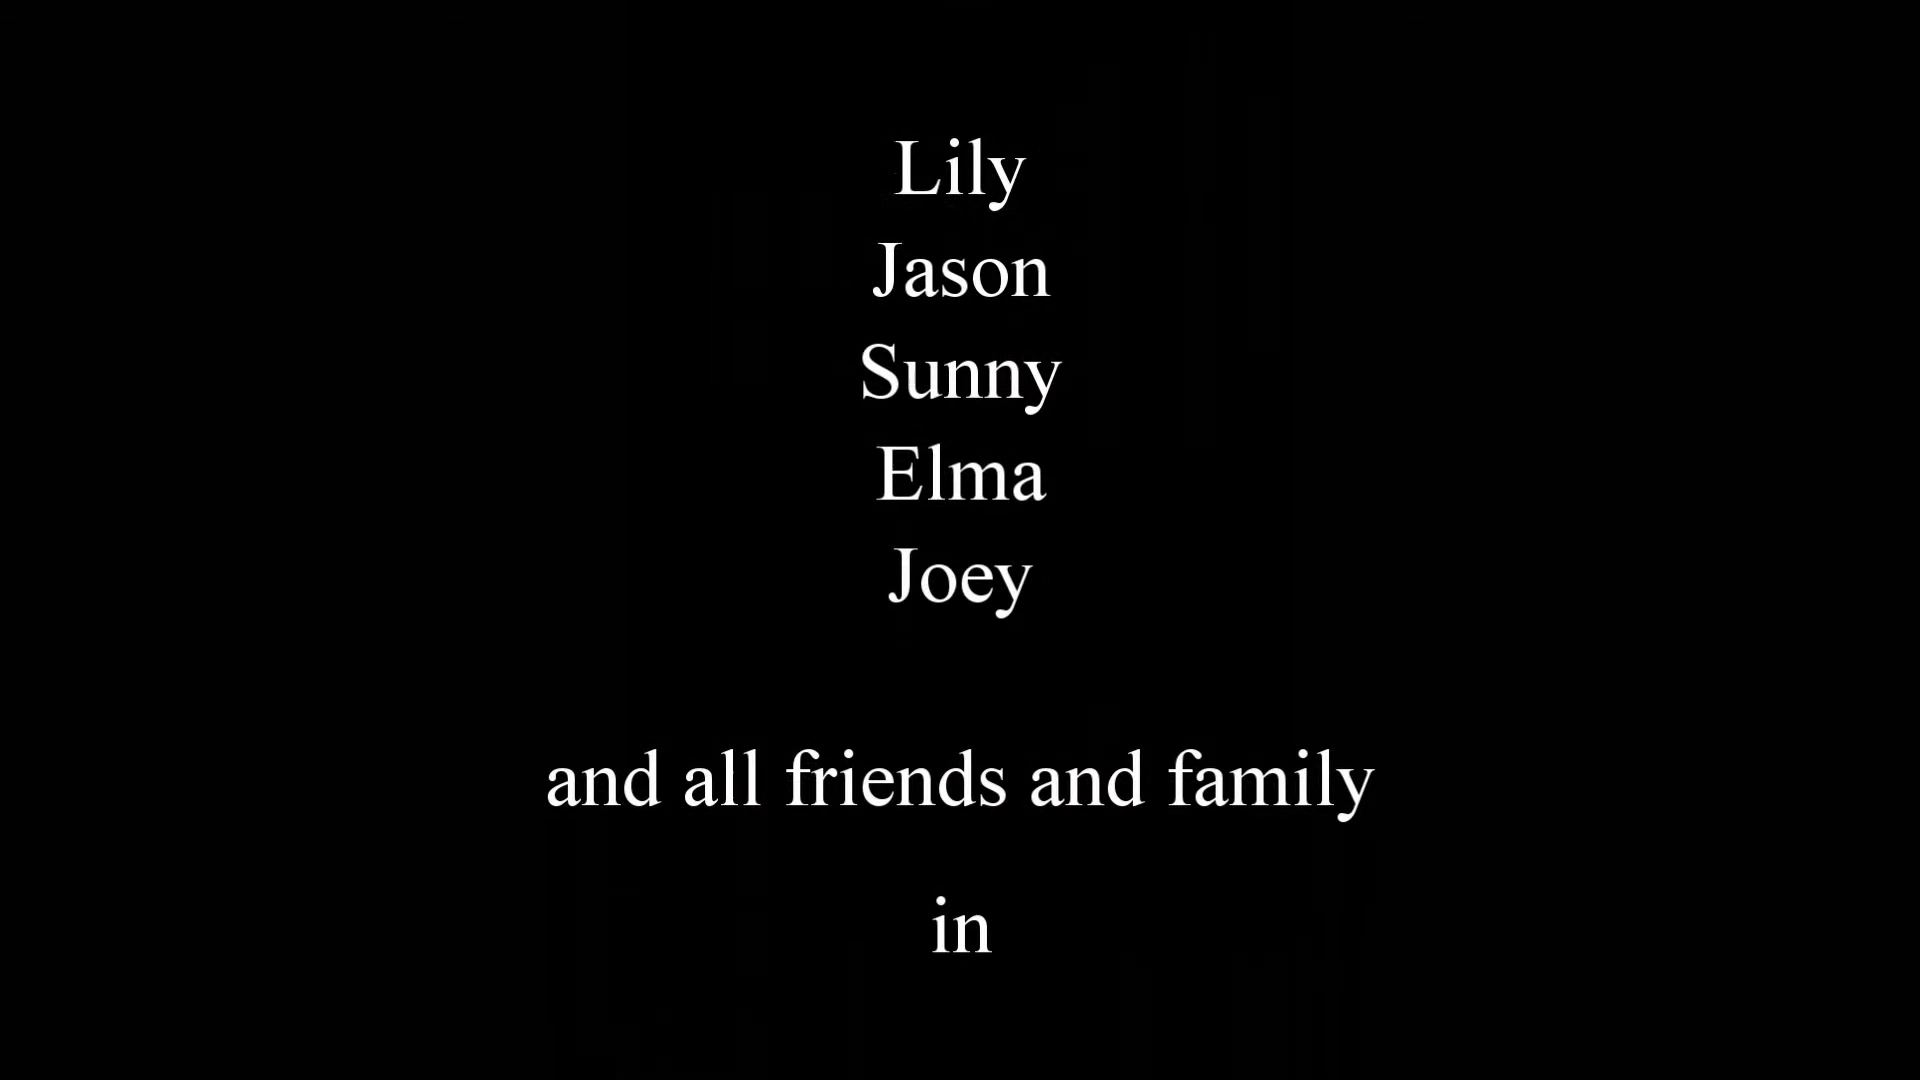 Lily
Jason
Sunny
Elma
Joey
and all friends and family
in